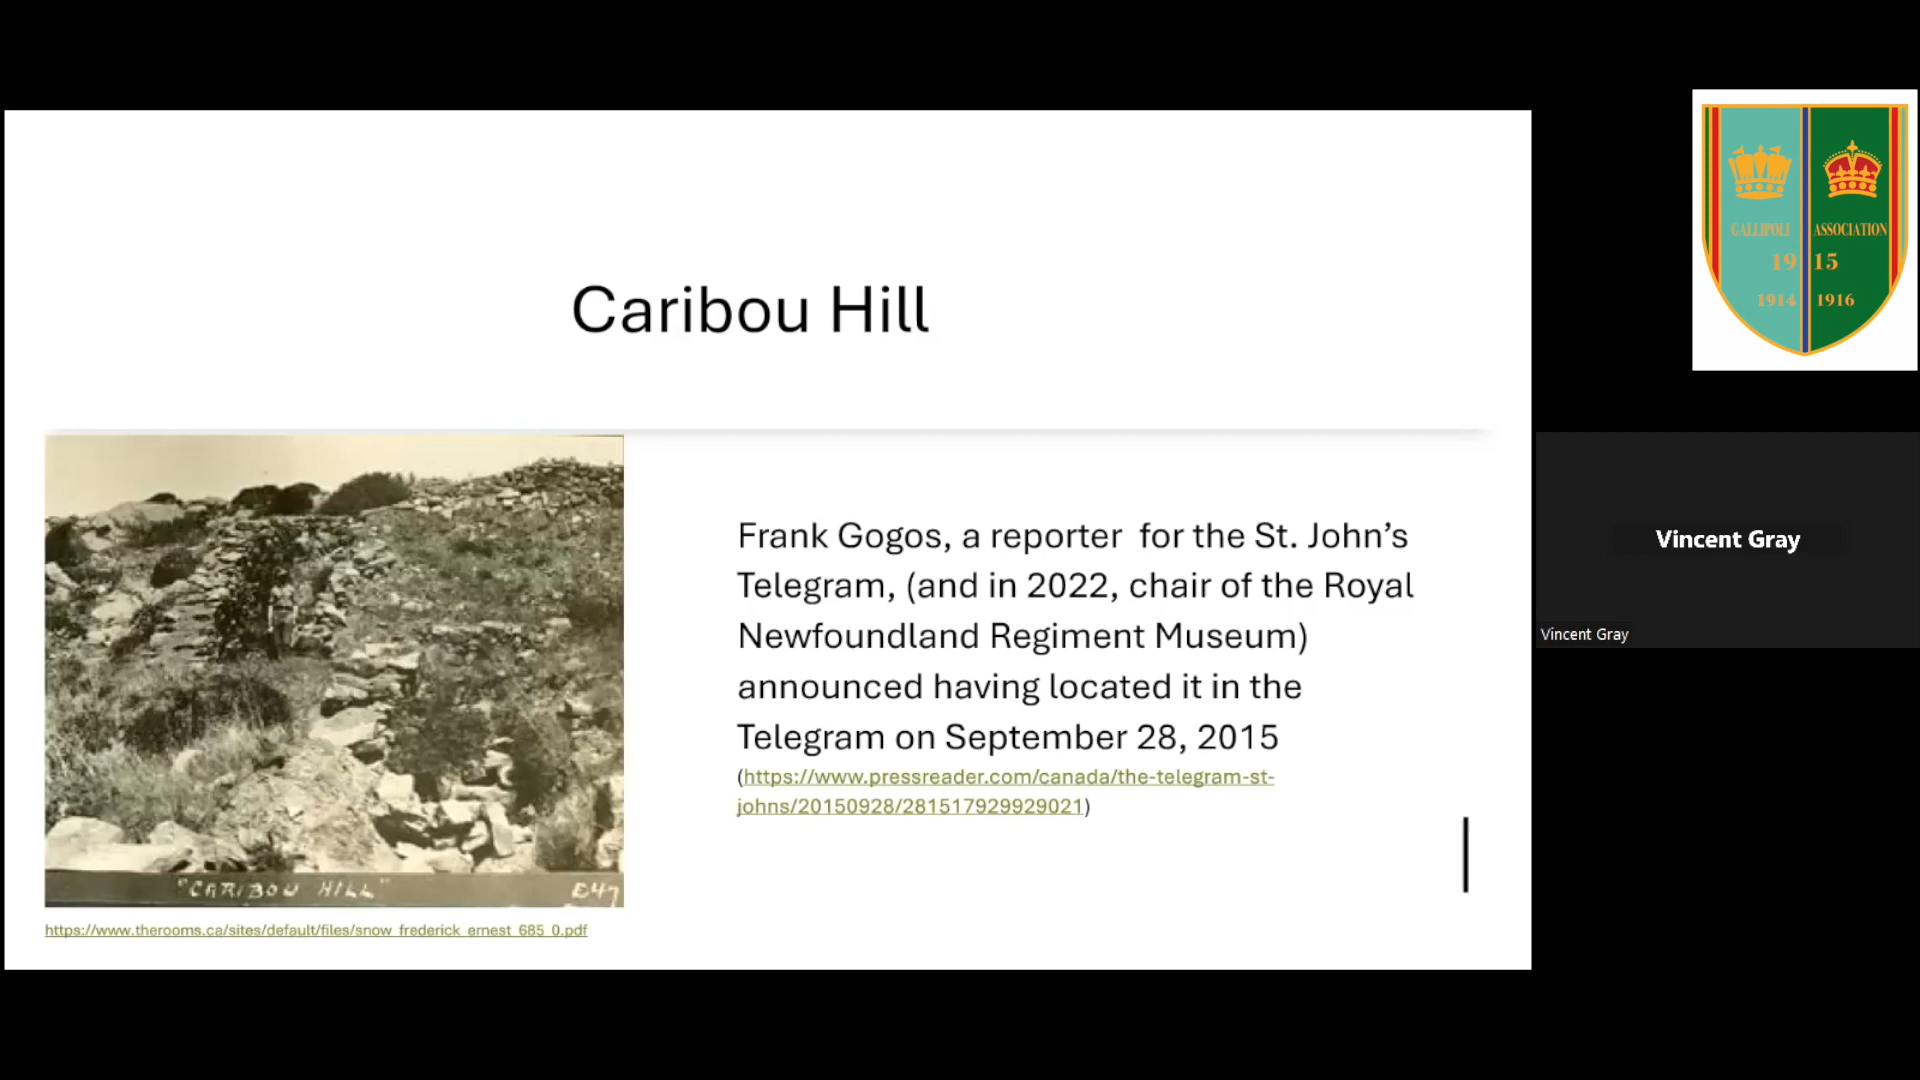 Caribou Hill
Frank Gogos, a reporter for the St. John's
Telegram, (and in 2022, chair of the Royal
Newfoundland Regiment Museum)
announced having located it in the
Telegram on September 28, 2015
(https://www.pressreader.com/canada/the-telegram-st-
johns/20150928/281517929929021)
"CARIBOU HILL" E47
https://www.therooms.ca/sites/default/files/snow_frederick_ernest_685_0.pdf
GALLIPOLI ASSOCIATION
19 15
1914 1916
Vincent Gray
Vincent Gray